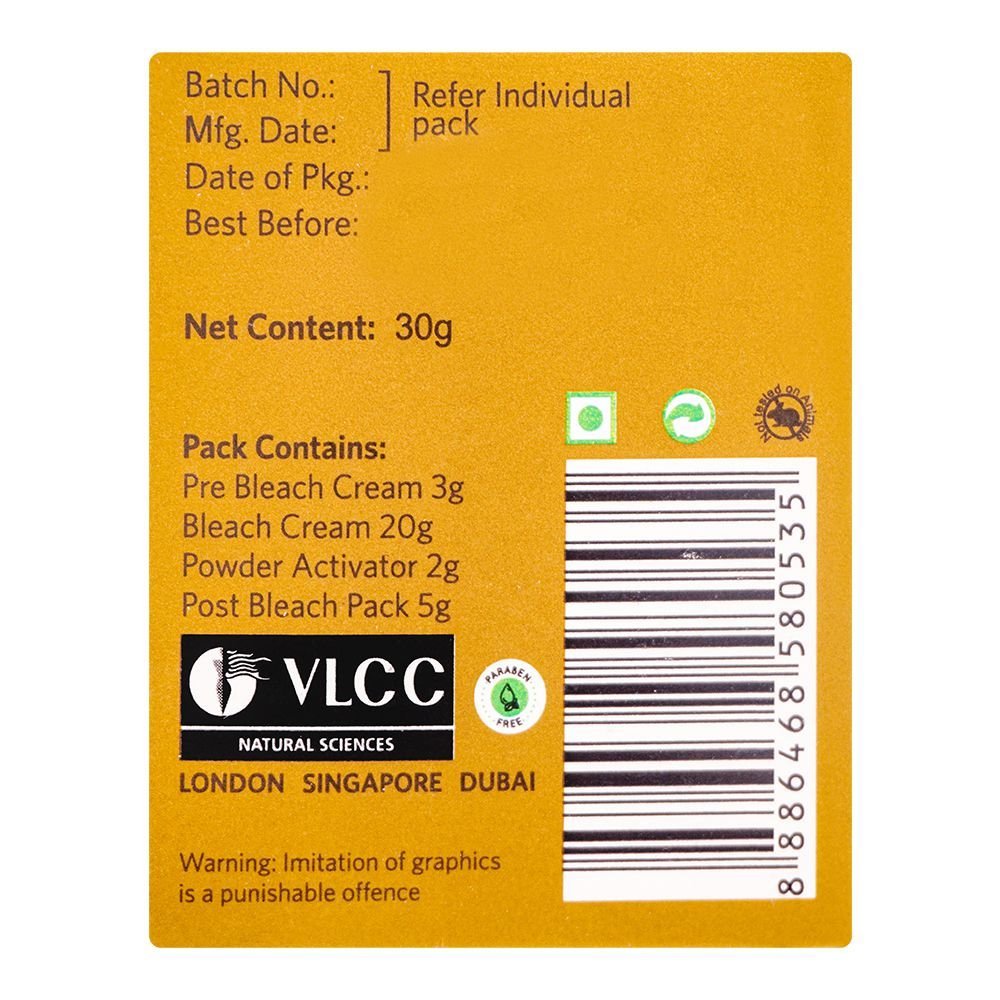 Batch No.:
Mfg. Date:
Refer Individual
pack
Date of Pkg.:
Best Before:
Net Content: 30g
Not tested on Animals
Pack Contains:
Pre Bleach Cream 3g
Bleach Cream 20g
Powder Activator 2g
Post Bleach Pack 5g
VLCC
NATURAL SCIENCES
PARABEN
FREE
LONDON SINGAPORE DUBAI
8 886468 580535
Warning: Imitation of graphics
is a punishable offence